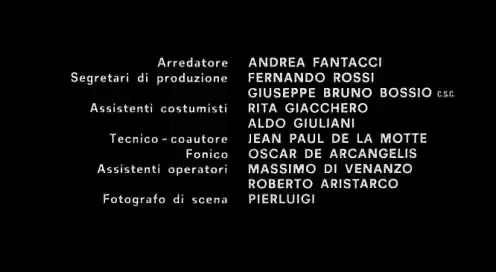 Arredatore ANDREA FANTACCI
Segretari di produzione FERNANDO ROSSI
GIUSEPPE BRUNO BOSSIO C.S.C.
Assistenti costumisti RITA GIACCHERO
ALDO GIULIANI
Tecnico-coautore JEAN PAUL DE LA MOTTE
Fonico OSCAR DE ARCANGELIS
Assistenti operatori MASSIMO DI VENANZO
ROBERTO ARISTARCO
Fotografo di scena PIERLUIGI